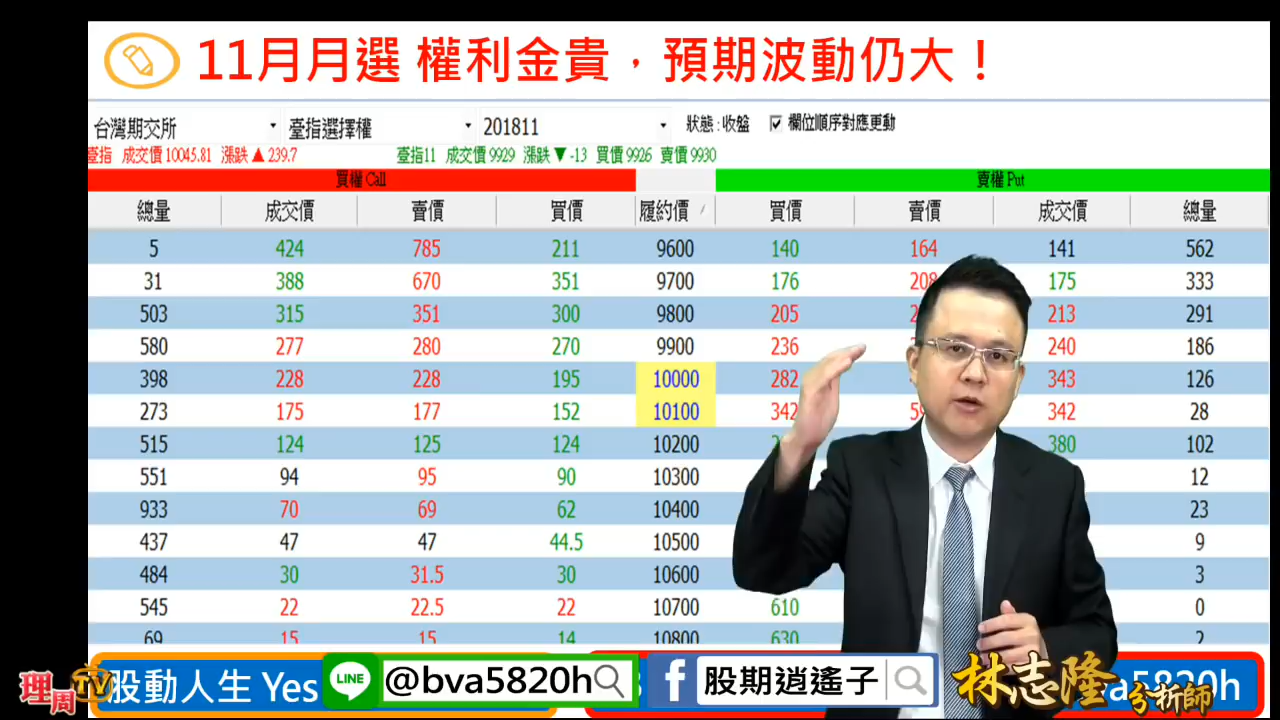 11月月選 權利金貴，預期波動仍大！
台灣期交所 臺指選擇權 201811 狀態:收盤 欄位順序對應更動
臺指 成交價 10045.81 漲跌▲239.7 臺指11 成交價 9929 漲跌▼-13 買價 9926 賣價 9930
買權 Call 賣權 Put
總量 成交價 賣價 買價 履約價 買價 賣價 成交價 總量
5 424 785 211 9600 140 164 141 562
31 388 670 351 9700 176 208 175 333
503 315 351 300 9800 205 213 291
580 277 280 270 9900 236 240 186
398 228 228 195 10000 282 343 126
273 175 177 152 10100 342 342 28
515 124 125 124 10200 380 102
551 94 95 90 10300 12
933 70 69 62 10400 23
437 47 47 44.5 10500 9
484 30 31.5 30 10600 3
545 22 22.5 22 10700 610 0
69 15 15 14 10800 630 2
理周TV 股動人生 Yes LINE @bva5820h 股期逍遙子 林志隆 分析師